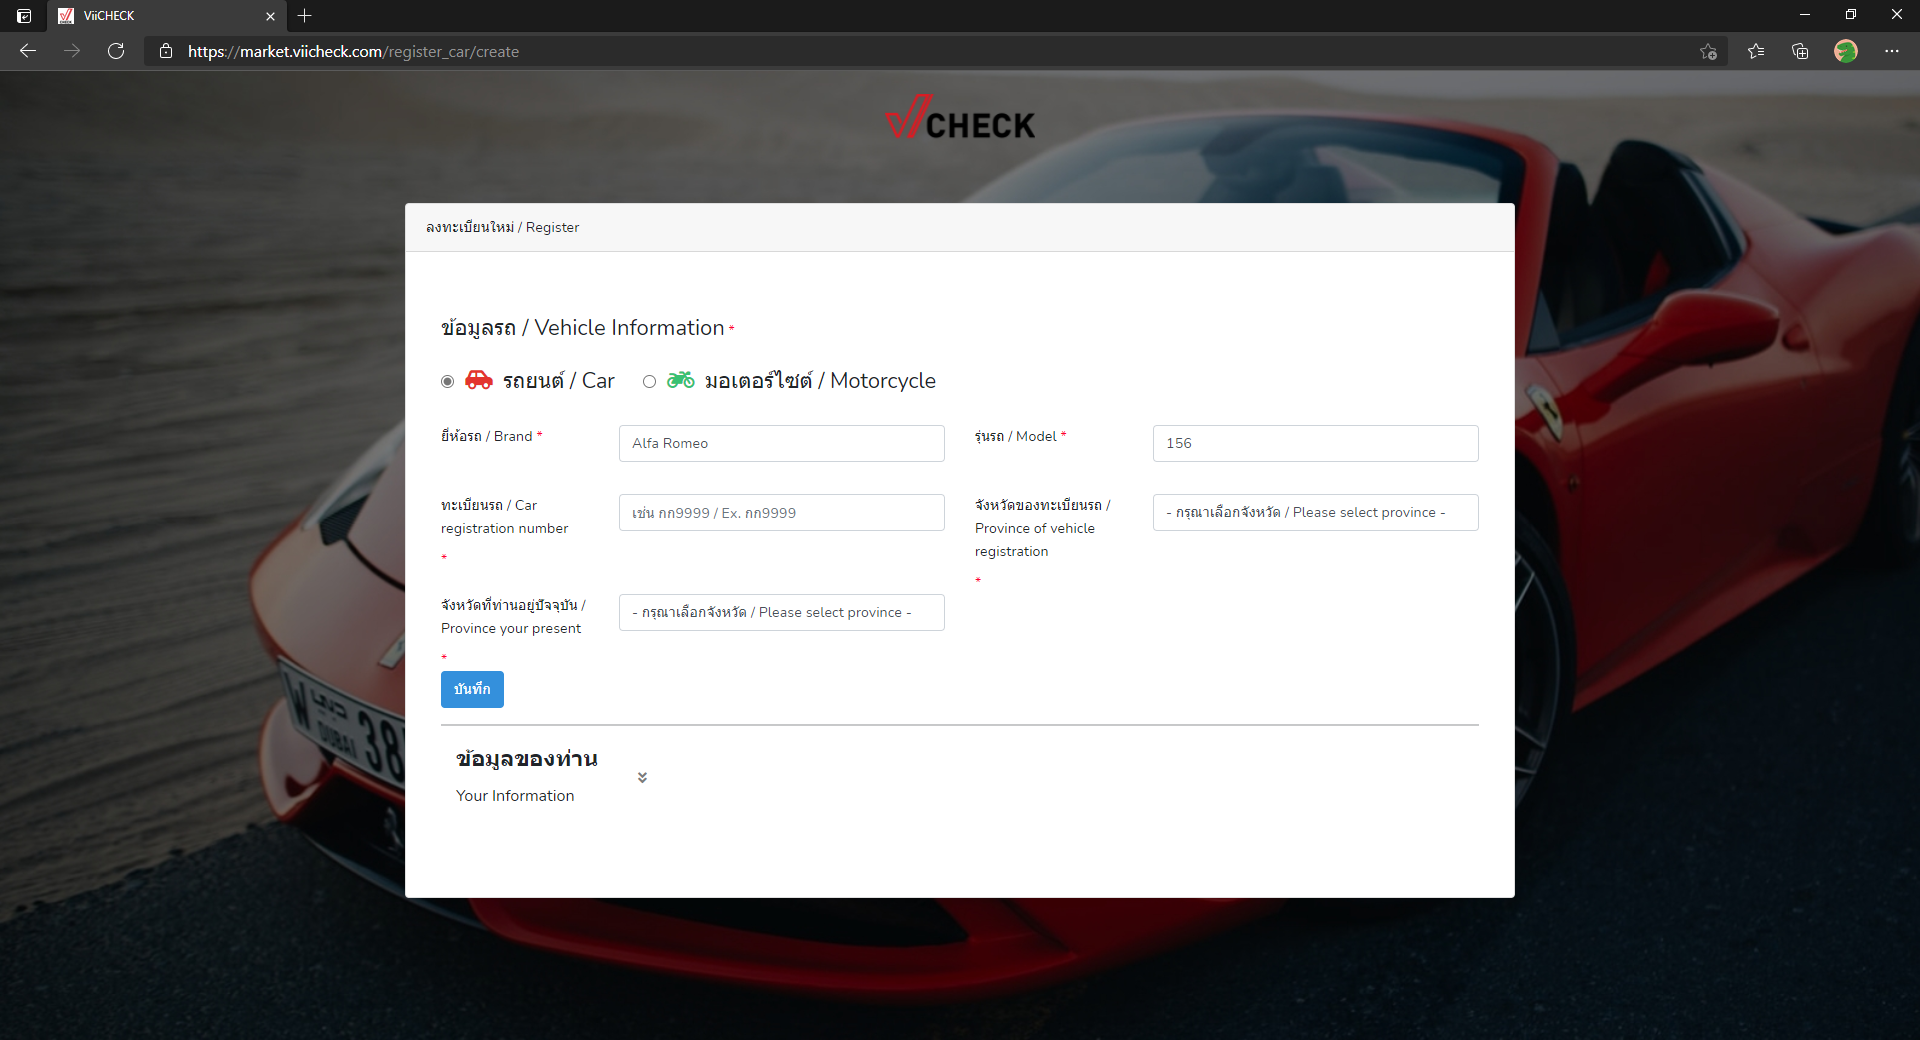 ViiCHECK
https://market.viicheck.com/register_car/create
CHECK
ลงทะเบียนใหม่ / Register
ข้อมูลรถ / Vehicle Information *
รถยนต์ / Car
มอเตอร์ไซต์ / Motorcycle
ยี่ห้อรถ / Brand *
Alfa Romeo
รุ่นรถ / Model *
156
ทะเบียนรถ / Car
registration number
*
เช่น กก9999 / Ex. กก9999
จังหวัดของทะเบียนรถ /
Province of vehicle
registration
*
- กรุณาเลือกจังหวัด / Please select province -
จังหวัดที่ท่านอยู่ปัจจุบัน /
Province your present
*
- กรุณาเลือกจังหวัด / Please select province -
บันทึก
ข้อมูลของท่าน
Your Information
W
DUBAI